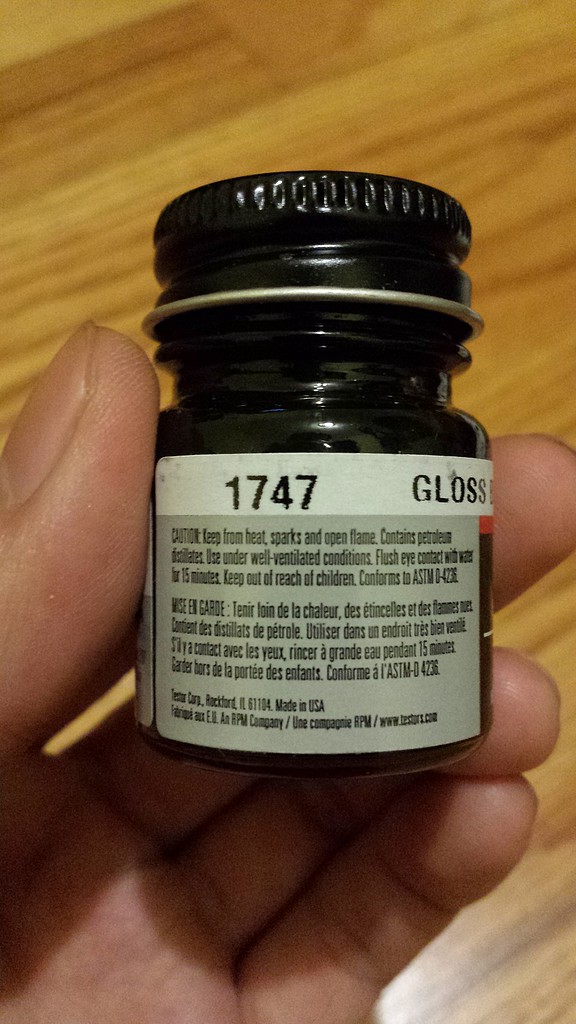 1747 GLOSS
CAUTION: Keep from heat, sparks and open flame. Contains petroleum
distillates. Use under well-ventilated conditions. Flush eye contact with water
for 15 minutes. Keep out of reach of children. Conforms to ASTM D-4236.
MISE EN GARDE : Tenir loin de la chaleur, des étincelles et des flammes nues.
Contient des distillats de pétrole. Utiliser dans un endroit très bien ventilé.
S'il y a contact avec les yeux, rincer à grande eau pendant 15 minutes.
Garder hors de la portée des enfants. Conforme á l'ASTM-D 4236.
Testor Corp., Rockford, IL 61104. Made in USA
Fabriqué aux E.U. An RPM Company / Une compagnie RPM / www.testors.com